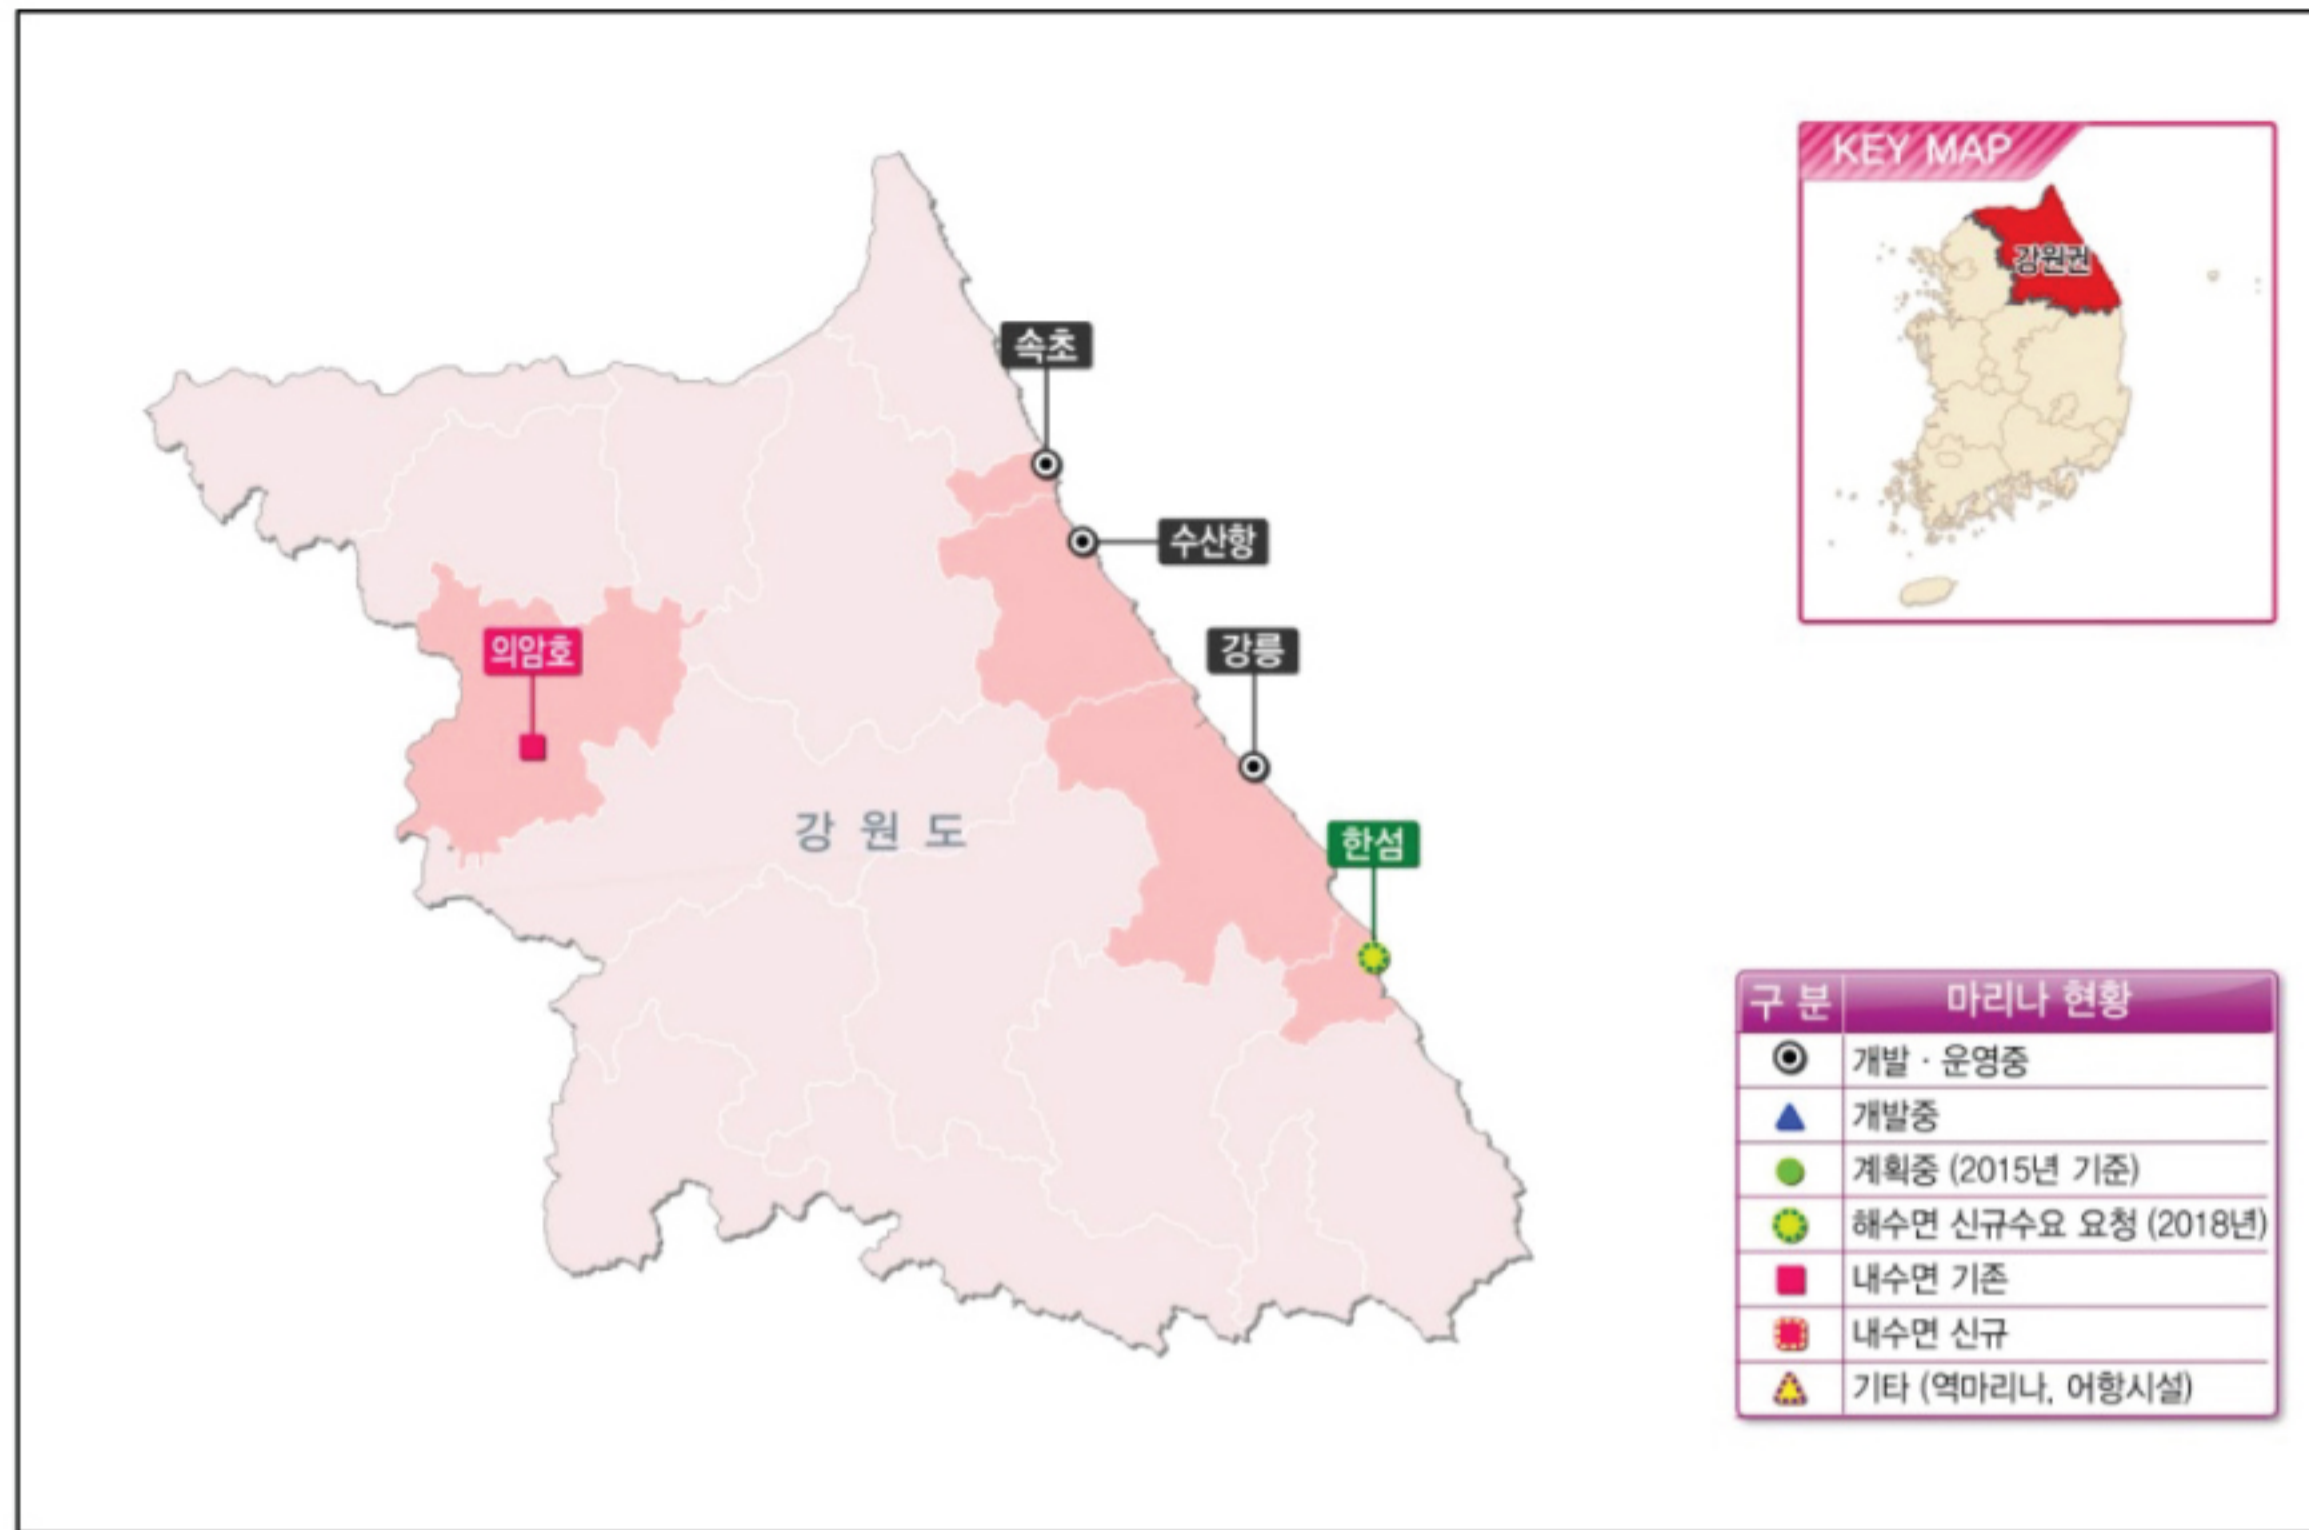 KEY MAP
강원권
속초
수산항
강릉
의암호
한섬
강 원 도
구 분 마리나 현황
개발 · 운영중
개발중
계획중 (2015년 기준)
해수면 신규수요 요청 (2018년)
내수면 기존
내수면 신규
기타 (역마리나, 어항시설)